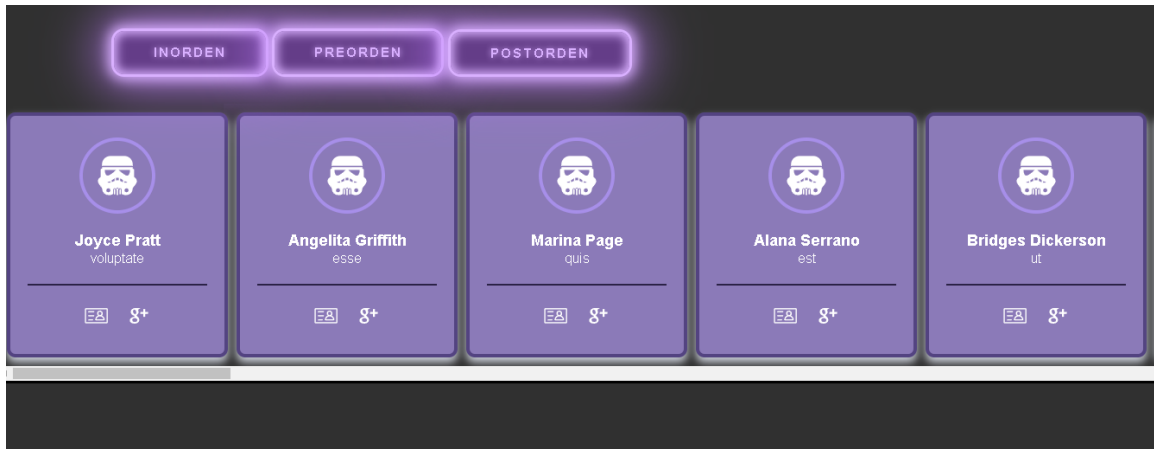 INORDEN PREORDEN POSTORDEN
Joyce Pratt Angelita Griffith Marina Page Alana Serrano Bridges Dickerson
voluptate esse quis est ut
g+ g+ g+ g+ g+